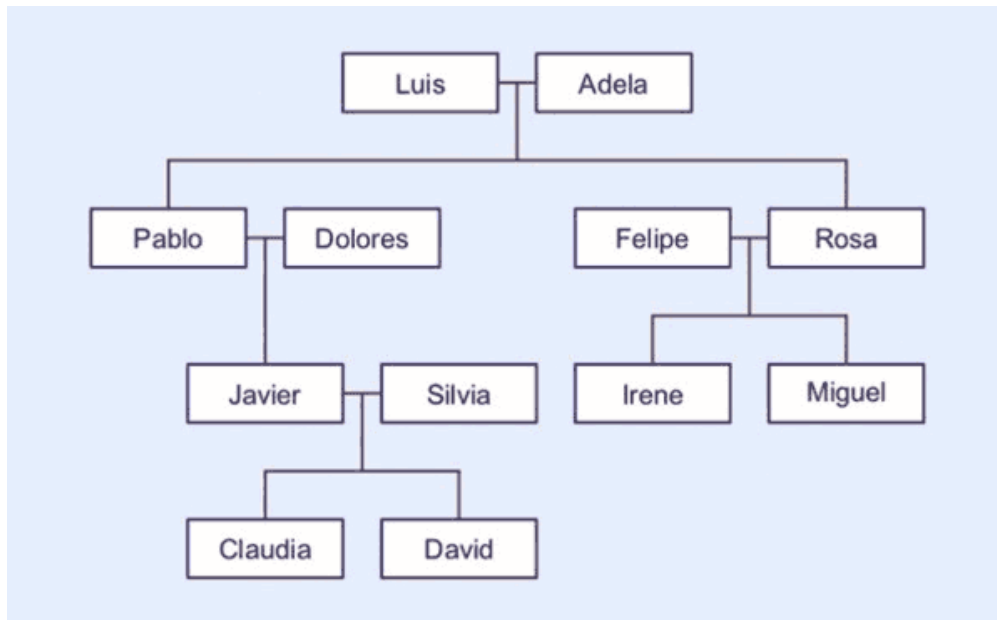 Luis
Adela
Pablo
Dolores
Felipe
Rosa
Javier
Silvia
Irene
Miguel
Claudia
David